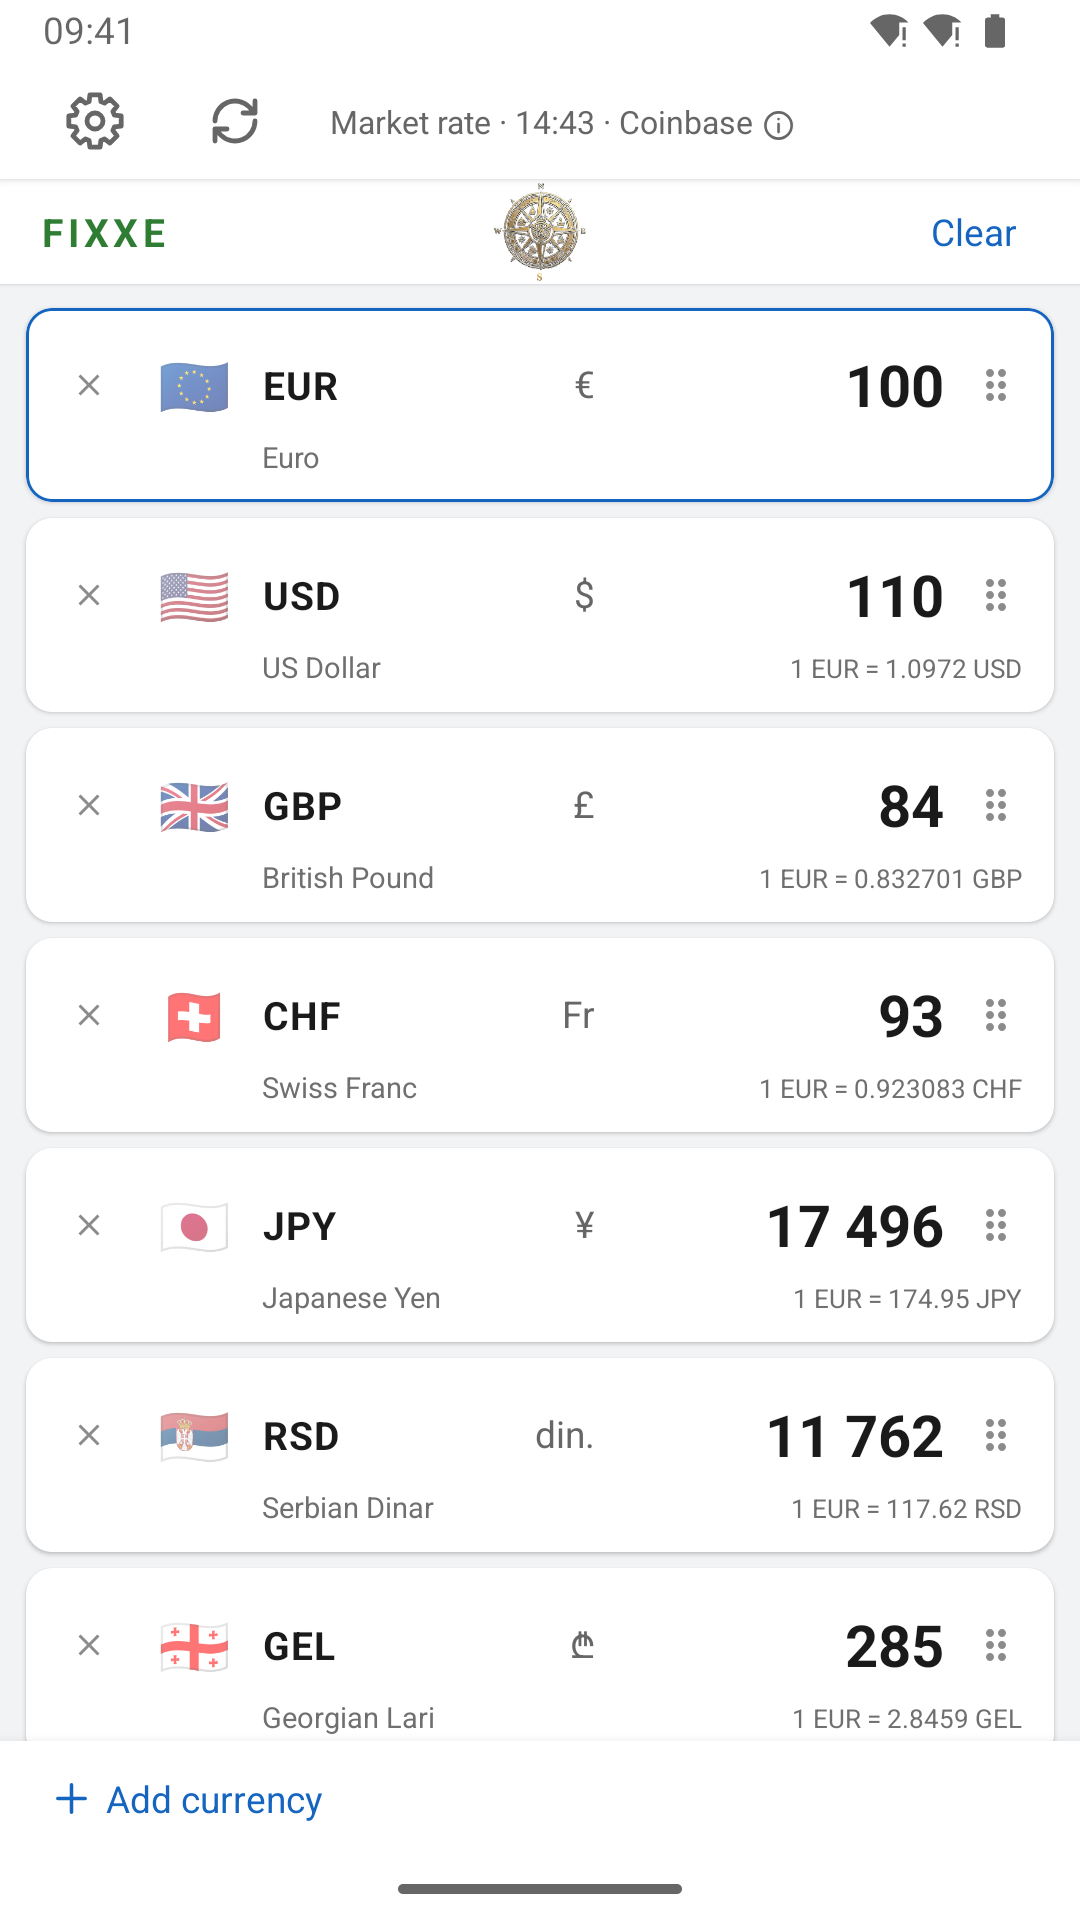 09:41
Market rate · 14:43 · Coinbase
FIXXE
N
W E
S
Clear
EUR € 100
Euro
USD $ 110
US Dollar 1 EUR = 1.0972 USD
GBP £ 84
British Pound 1 EUR = 0.832701 GBP
CHF Fr 93
Swiss Franc 1 EUR = 0.923083 CHF
JPY ¥ 17 496
Japanese Yen 1 EUR = 174.95 JPY
RSD din. 11 762
Serbian Dinar 1 EUR = 117.62 RSD
GEL ₾ 285
Georgian Lari 1 EUR = 2.8459 GEL
+ Add currency